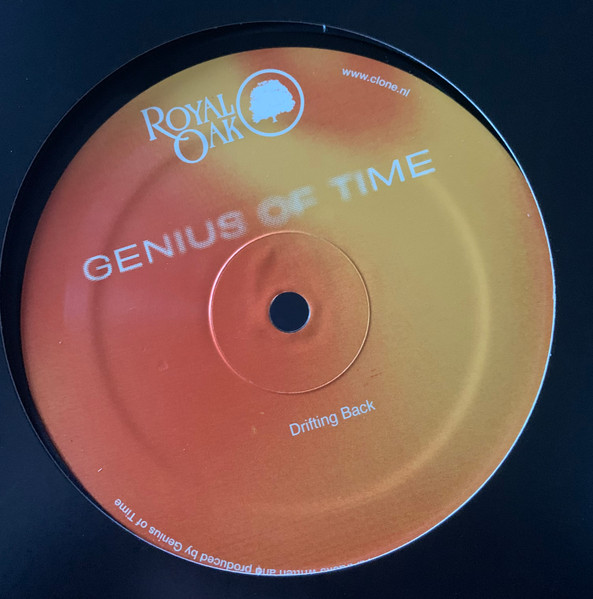 ROYAL
OAK
www.clone.nl
GENIUS OF TIME
Drifting Back
written and produced by Genius of Time